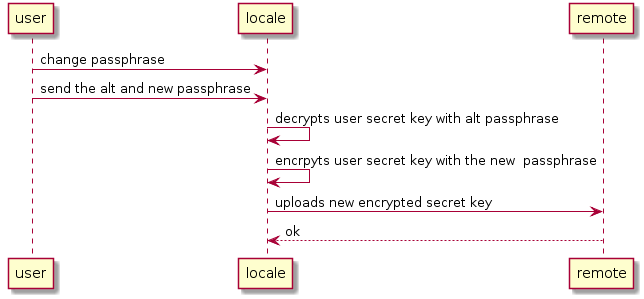 user locale remote
change passphrase
send the alt and new passphrase
decrypts user secret key with alt passphrase
encrpyts user secret key with the new  passphrase
uploads new encrypted secret key
ok
user locale remote